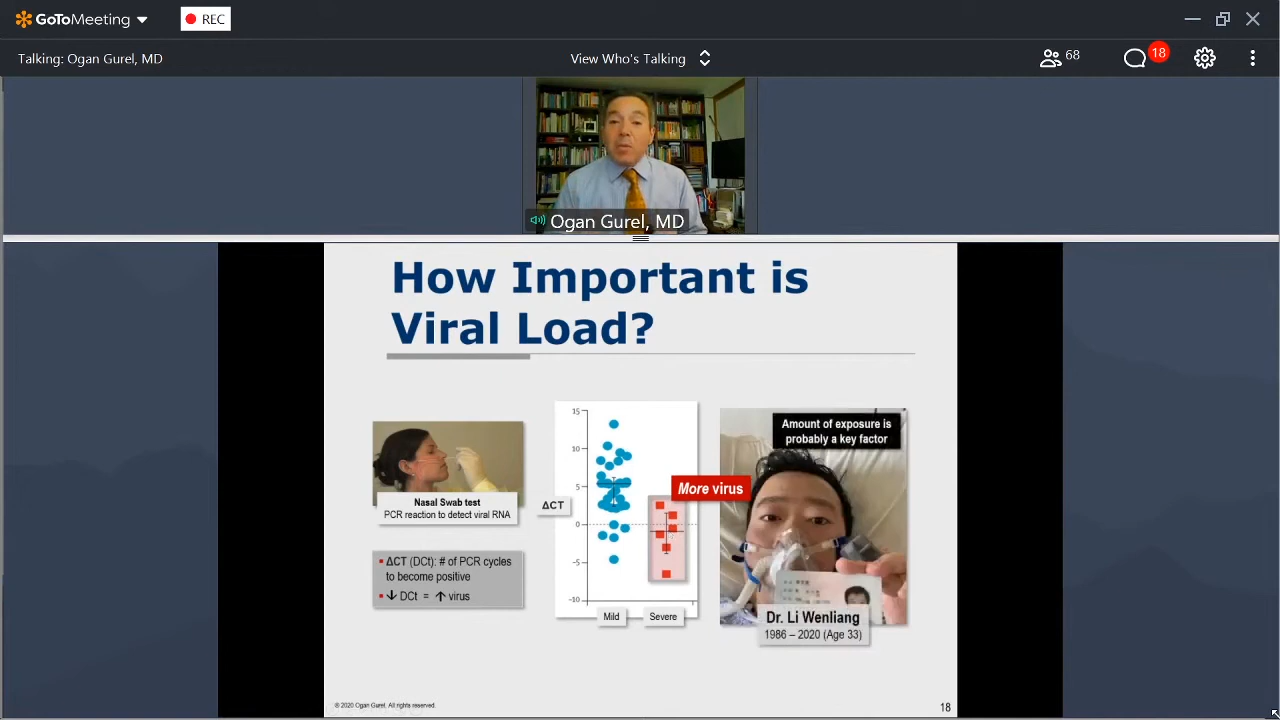 GoToMeeting
REC
Talking: Ogan Gurel, MD
View Who's Talking
68
18
Ogan Gurel, MD
How Important is
Viral Load?
Nasal Swab test
PCR reaction to detect viral RNA
ΔCT (DCt): # of PCR cycles
to become positive
↓ DCt = ↑ virus
ΔCT
15
10
5
0
-5
-10
Mild
Severe
More virus
Amount of exposure is
probably a key factor
Dr. Li Wenliang
1986 – 2020 (Age 33)
© 2020 Ogan Gurel. All rights reserved.
18